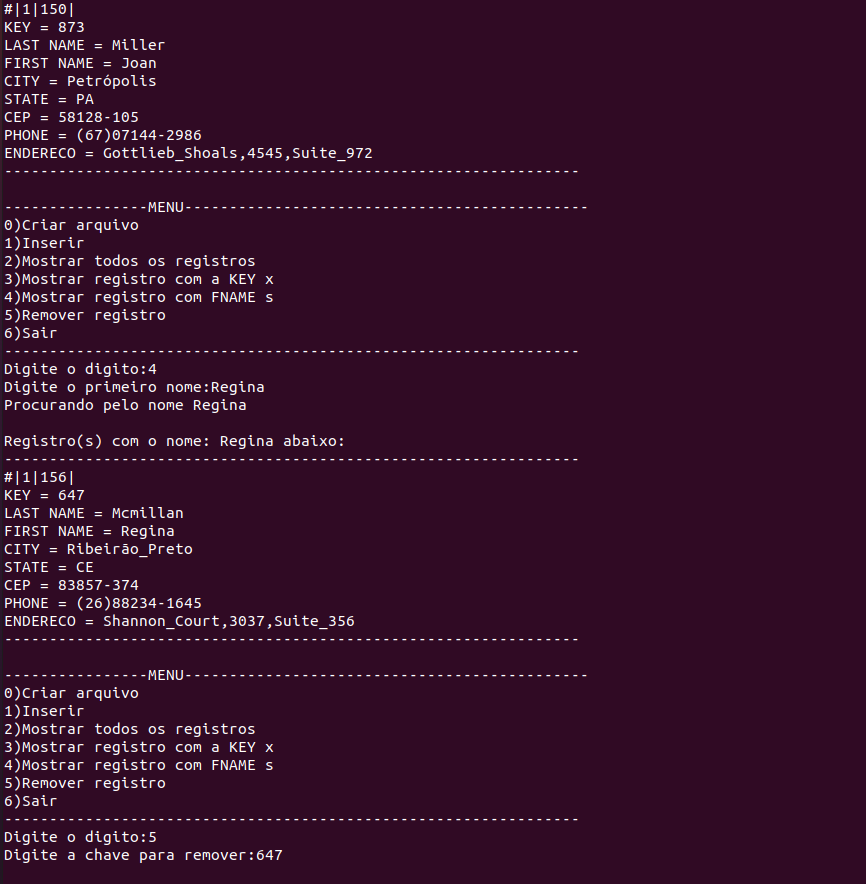 #|1|150|
KEY = 873
LAST NAME = Miller
FIRST NAME = Joan
CITY = Petrópolis
STATE = PA
CEP = 58128-105
PHONE = (67)07144-2986
ENDERECO = Gottlieb_Shoals,4545,Suite_972
----------------------------------------------------------------
----------------MENU---------------------------------------------
0)Criar arquivo
1)Inserir
2)Mostrar todos os registros
3)Mostrar registro com a KEY x
4)Mostrar registro com FNAME s
5)Remover registro
6)Sair
----------------------------------------------------------------
Digite o digito:4
Digite o primeiro nome:Regina
Procurando pelo nome Regina
Registro(s) com o nome: Regina abaixo:
----------------------------------------------------------------
#|1|156|
KEY = 647
LAST NAME = Mcmillan
FIRST NAME = Regina
CITY = Ribeirão_Preto
STATE = CE
CEP = 83857-374
PHONE = (26)88234-1645
ENDERECO = Shannon_Court,3037,Suite_356
----------------------------------------------------------------
----------------MENU---------------------------------------------
0)Criar arquivo
1)Inserir
2)Mostrar todos os registros
3)Mostrar registro com a KEY x
4)Mostrar registro com FNAME s
5)Remover registro
6)Sair
----------------------------------------------------------------
Digite o digito:5
Digite a chave para remover:647